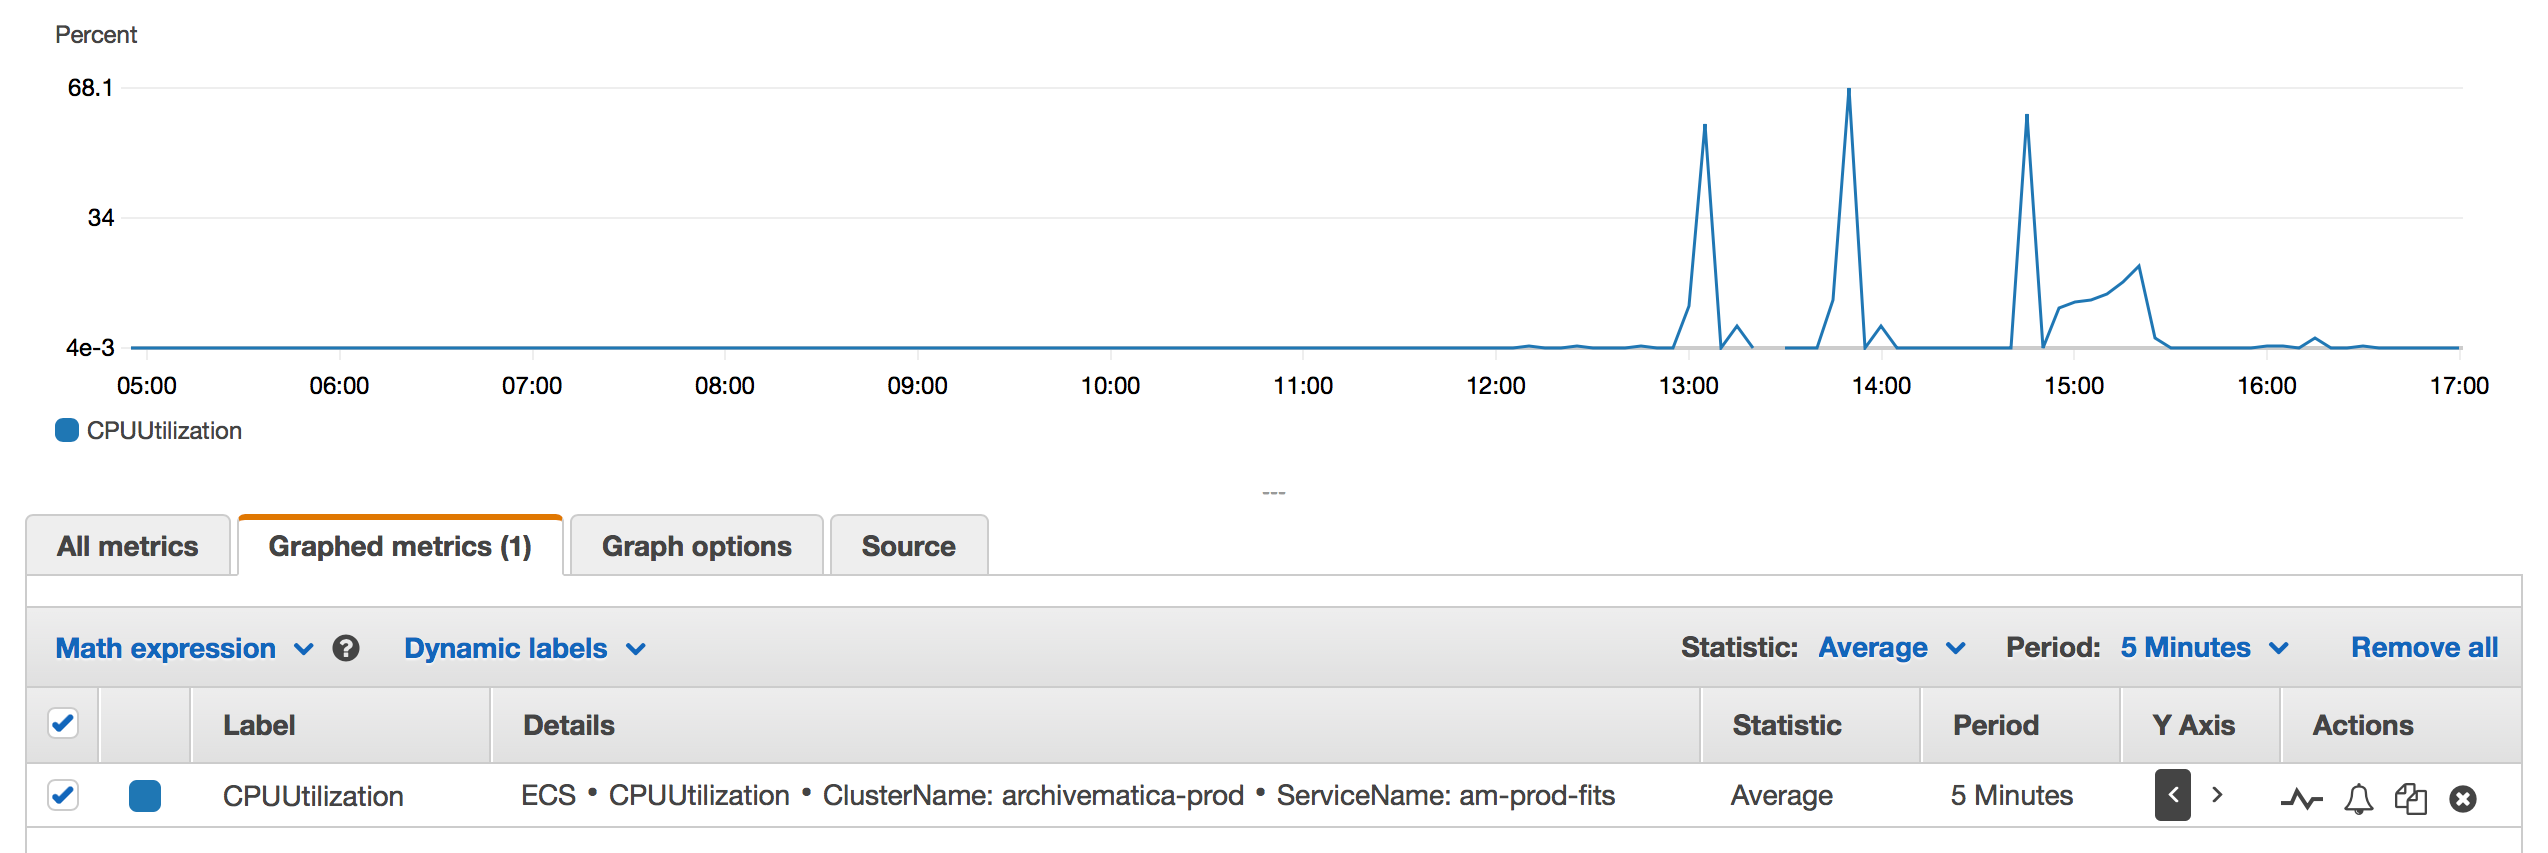 Percent
68.1
34
4e-3
05:00 06:00 07:00 08:00 09:00 10:00 11:00 12:00 13:00 14:00 15:00 16:00 17:00
CPUUtilization
All metrics Graphed metrics (1) Graph options Source
Math expression ? Dynamic labels Statistic: Average Period: 5 Minutes Remove all
Label Details Statistic Period Y Axis Actions
CPUUtilization ECS • CPUUtilization • ClusterName: archivematica-prod • ServiceName: am-prod-fits Average 5 Minutes < >